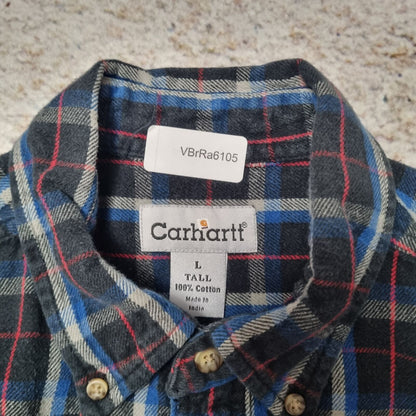 VBrRa6105
Carhartt®
L
TALL
100% Cotton
Made In
India